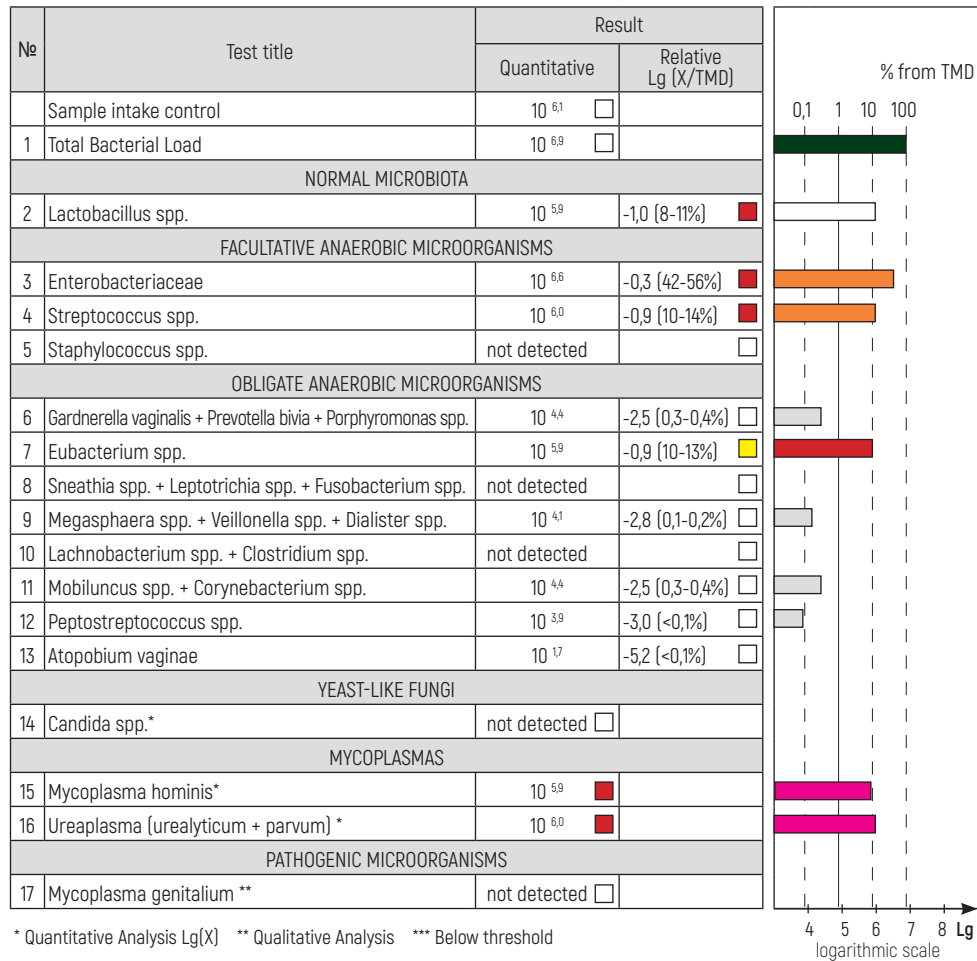 № Test title Result
Quantitative Relative Lg (X/TMD)
% from TMD
Sample intake control 10 6,1
0,1 1 10 100
1 Total Bacterial Load 10 6,9
NORMAL MICROBIOTA
2 Lactobacillus spp. 10 5,9 -1,0 (8-11%)
FACULTATIVE ANAEROBIC MICROORGANISMS
3 Enterobacteriaceae 10 6,6 -0,3 (42-56%)
4 Streptococcus spp. 10 6,0 -0,9 (10-14%)
5 Staphylococcus spp. not detected
OBLIGATE ANAEROBIC MICROORGANISMS
6 Gardnerella vaginalis + Prevotella bivia + Porphyromonas spp. 10 4,4 -2,5 (0,3-0,4%)
7 Eubacterium spp. 10 5,9 -0,9 (10-13%)
8 Sneathia spp. + Leptotrichia spp. + Fusobacterium spp. not detected
9 Megasphaera spp. + Veillonella spp. + Dialister spp. 10 4,1 -2,8 (0,1-0,2%)
10 Lachnobacterium spp. + Clostridium spp. not detected
11 Mobiluncus spp. + Corynebacterium spp. 10 4,4 -2,5 (0,3-0,4%)
12 Peptostreptococcus spp. 10 3,9 -3,0 (<0,1%)
13 Atopobium vaginae 10 1,7 -5,2 (<0,1%)
YEAST-LIKE FUNGI
14 Candida spp.* not detected
MYCOPLASMAS
15 Mycoplasma hominis* 10 5,9
16 Ureaplasma (urealyticum + parvum) * 10 6,0
PATHOGENIC MICROORGANISMS
17 Mycoplasma genitalium ** not detected
4 5 6 7 8 Lg
logarithmic scale
* Quantitative Analysis Lg(X) ** Qualitative Analysis *** Below threshold